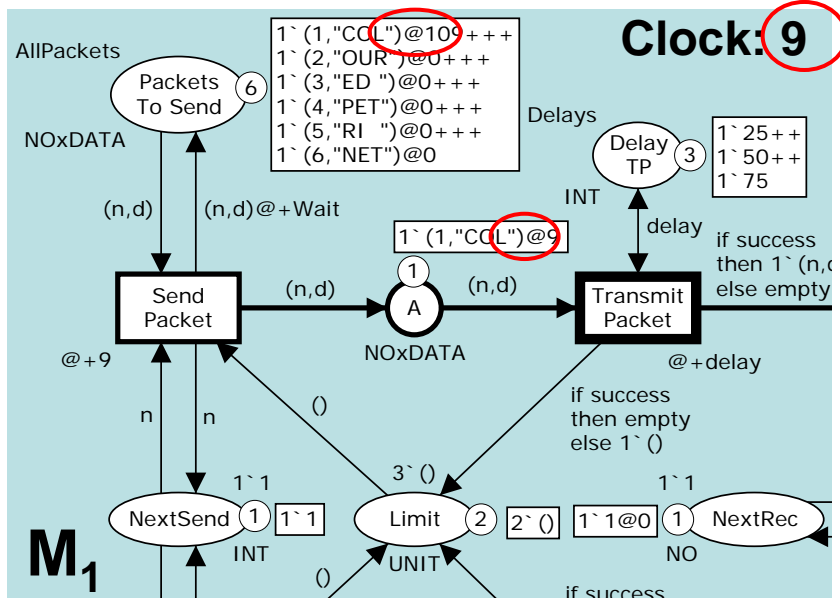 AllPackets
Packets
To Send
6
NOxDATA
1`(1,"COL")@109+++
1`(2,"OUR")@0+++
1`(3,"ED ")@0+++
1`(4,"PET")@0+++
1`(5,"RI  ")@0+++
1`(6,"NET")@0
Clock: 9
Delays
Delay
TP
3
1`25++
1`50++
1`75
INT
(n,d)
(n,d)@+Wait
1`(1,"COL")@9
delay
if success
then 1`(n,d
else empty
Send
Packet
(n,d)
1
A
(n,d)
Transmit
Packet
NOxDATA
@+9
@+delay
n
n
()
if success
then empty
else 1`()
1`1
NextSend
1
1`1
INT
3`()
Limit
2
2`()
UNIT
1`1
1`1@0
1
NextRec
NO
M1
()
if success